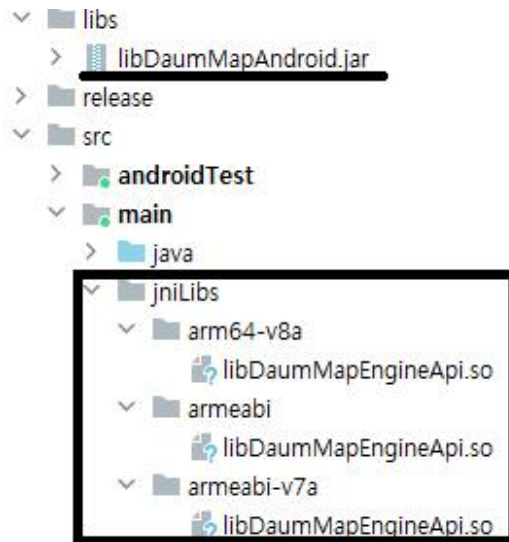 libs
libDaumMapAndroid.jar
release
src
androidTest
main
java
jniLibs
arm64-v8a
libDaumMapEngineApi.so
armeabi
libDaumMapEngineApi.so
armeabi-v7a
libDaumMapEngineApi.so